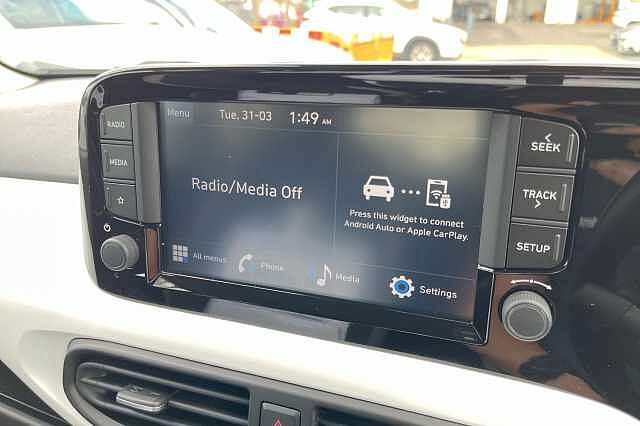 Menu
Tue, 31-03
1:49 AM
RADIO
MEDIA
Radio/Media Off
Press this widget to connect
Android Auto or Apple CarPlay.
All menus
Phone
Media
Settings
SEEK
TRACK
SETUP